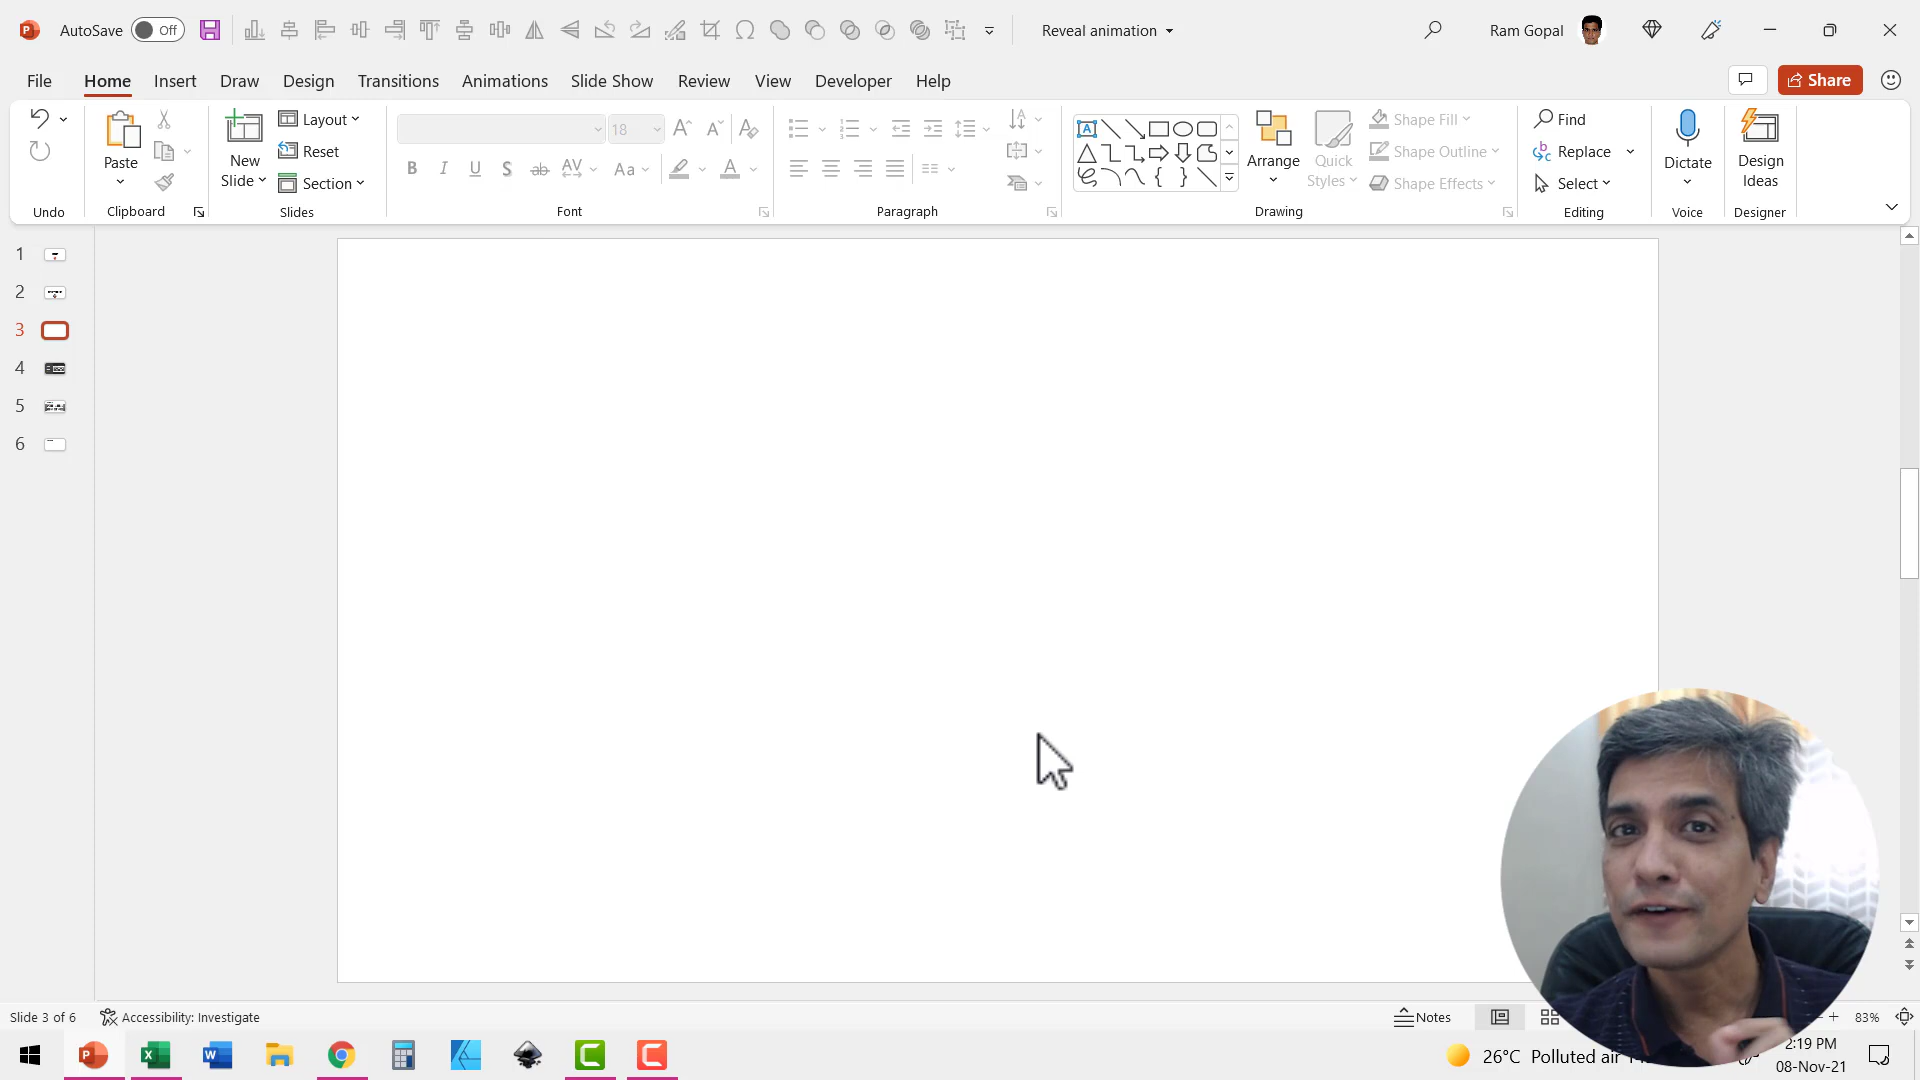 AutoSave Off Reveal animation Ram Gopal
File Home Insert Draw Design Transitions Animations Slide Show Review View Developer Help Share
Paste
New Slide
Layout
Reset
Section
18
B I U S ab AV Aa A
Arrange
Quick Styles
Shape Fill
Shape Outline
Shape Effects
Find
Replace
Select
Dictate
Design Ideas
Undo Clipboard Slides Font Paragraph Drawing Editing Voice Designer
1
2
3
4
5
6
Slide 3 of 6 Accessibility: Investigate Notes 83%
26°C Polluted air 2:19 PM
08-Nov-21